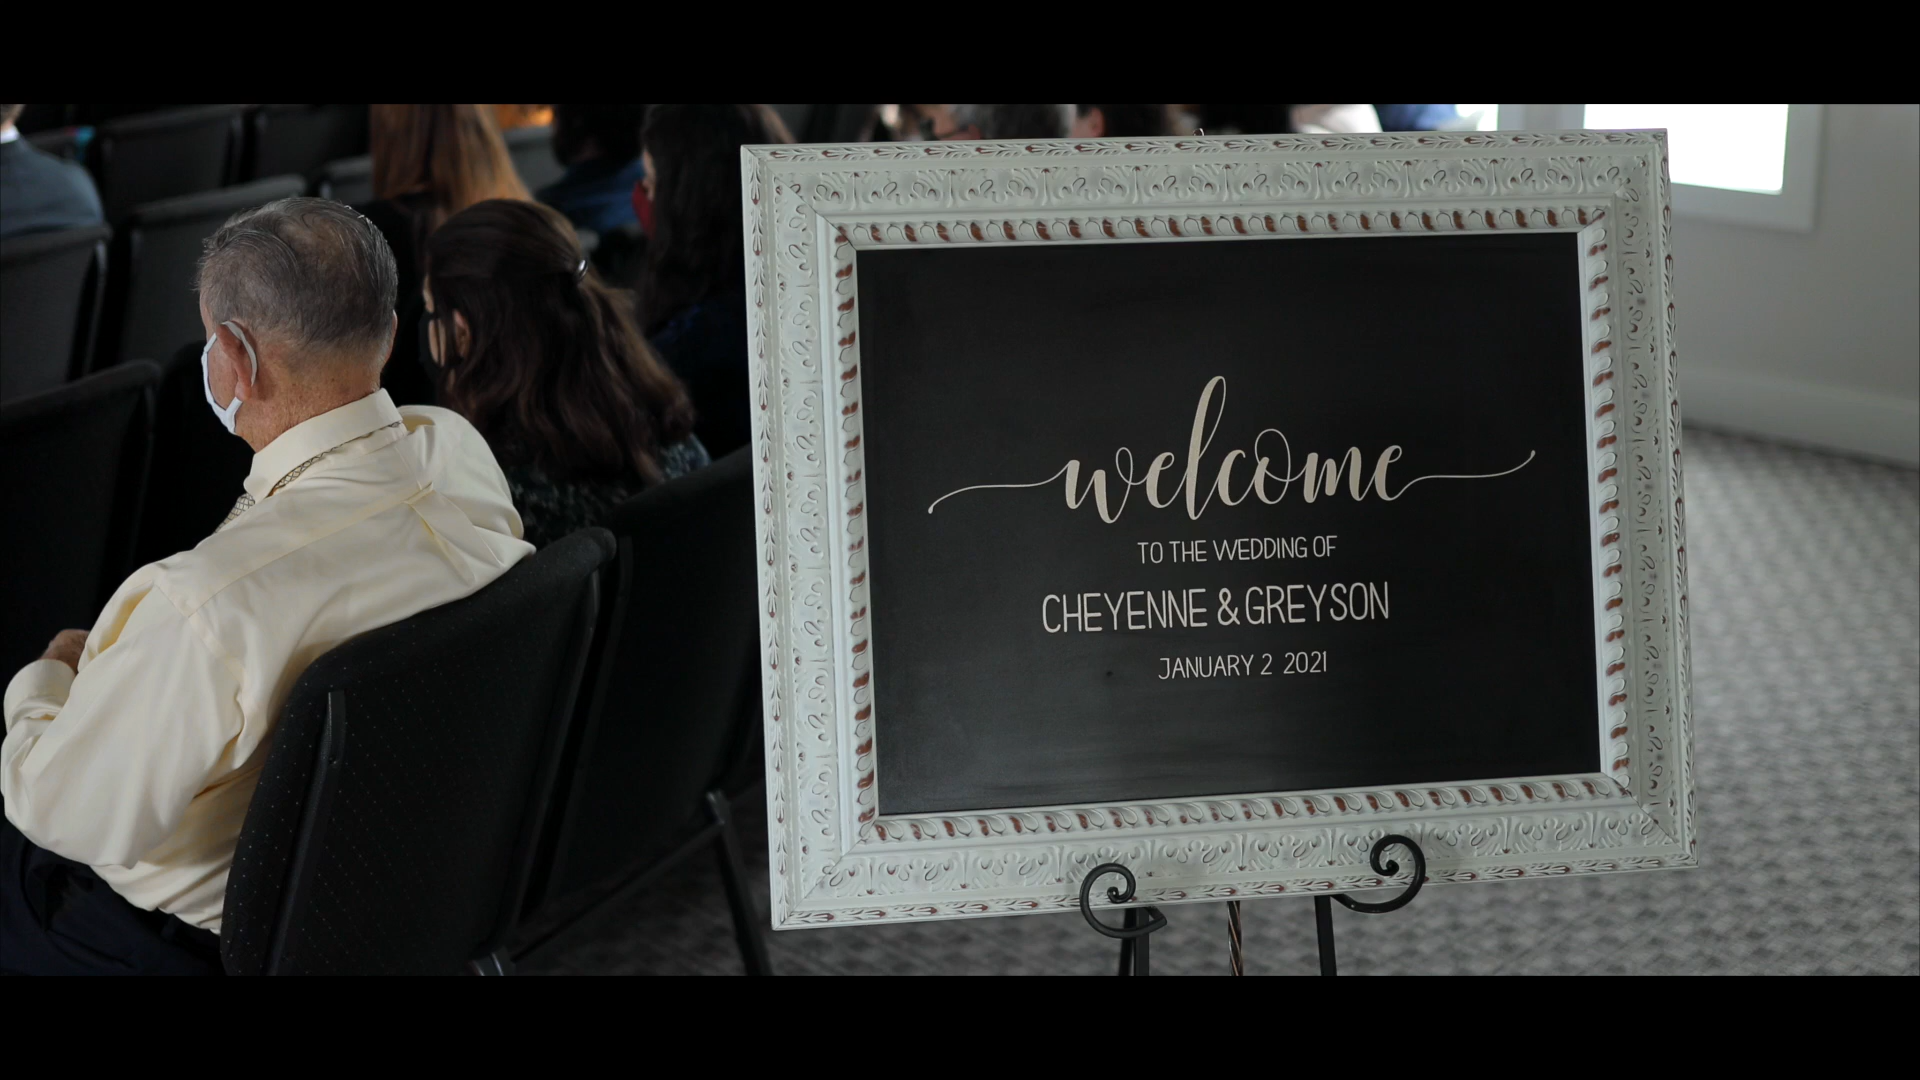 welcome
TO THE WEDDING OF
CHEYENNE & GREYSON
JANUARY 2 2021